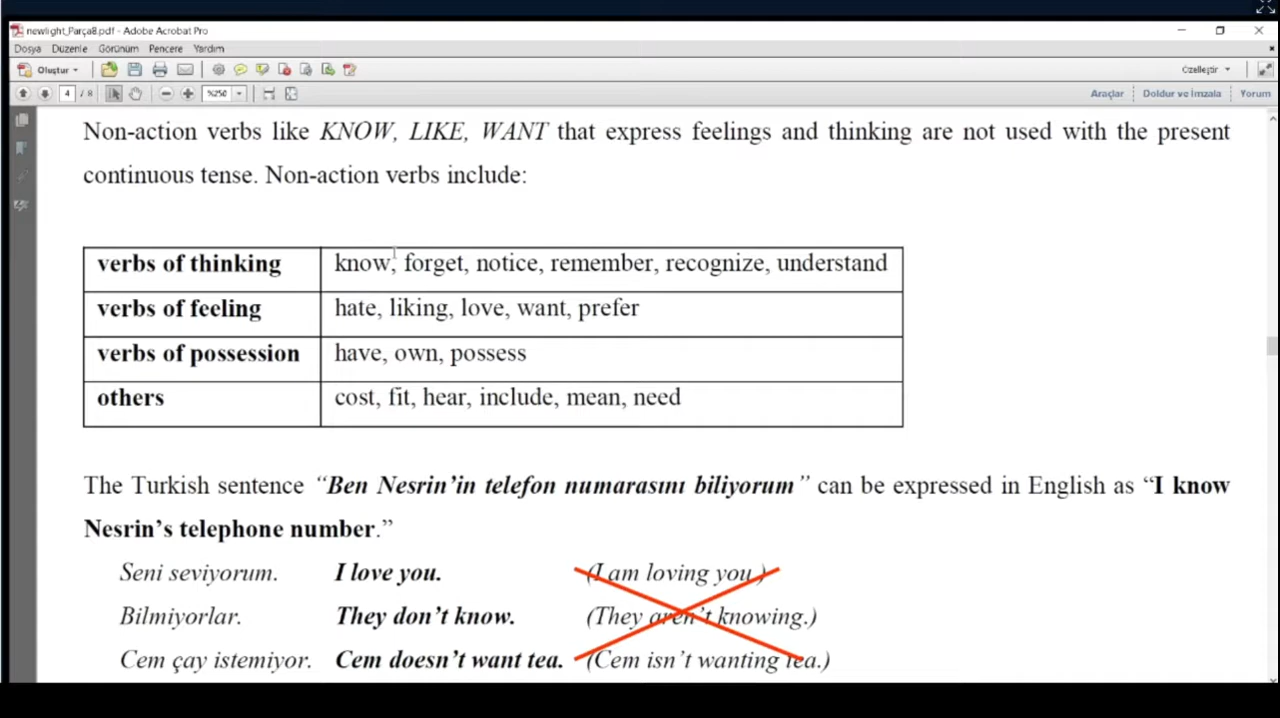 newlight_Parça8.pdf - Adobe Acrobat Pro
Dosya Düzenle Görünüm Pencere Yardım
Oluştur
Özelleştir
4 / 8
%250
Araçlar Doldur ve İmzala Yorum
Non-action verbs like KNOW, LIKE, WANT that express feelings and thinking are not used with the present
continuous tense. Non-action verbs include:
verbs of thinking know, forget, notice, remember, recognize, understand
verbs of feeling hate, liking, love, want, prefer
verbs of possession have, own, possess
others cost, fit, hear, include, mean, need
The Turkish sentence “Ben Nesrin’in telefon numarasını biliyorum” can be expressed in English as “I know
Nesrin’s telephone number.”
Seni seviyorum. I love you. (I am loving you.)
Bilmiyorlar. They don’t know. (They aren’t knowing.)
Cem çay istemiyor. Cem doesn’t want tea. (Cem isn’t wanting tea.)